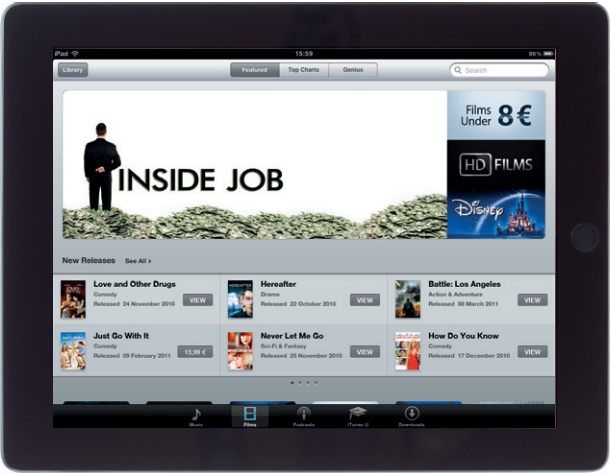 iPad 15:59 99%
Library Featured Top Charts Genius Search
Films
Under 8€
INSIDE JOB
HD FILMS
DISNEY
New Releases See All >
Love and Other Drugs
Comedy
Released 24 November 2010 VIEW
Hereafter
Drama
Released 22 October 2010 VIEW
Battle: Los Angeles
Action & Adventure
Released 08 March 2011 VIEW
Just Go With It
Comedy
Released 09 February 2011 13,99 €
Never Let Me Go
Sci-Fi & Fantasy
Released 25 November 2010 VIEW
How Do You Know
Comedy
Released 17 December 2010 VIEW
Music Films Podcasts iTunes U Downloads